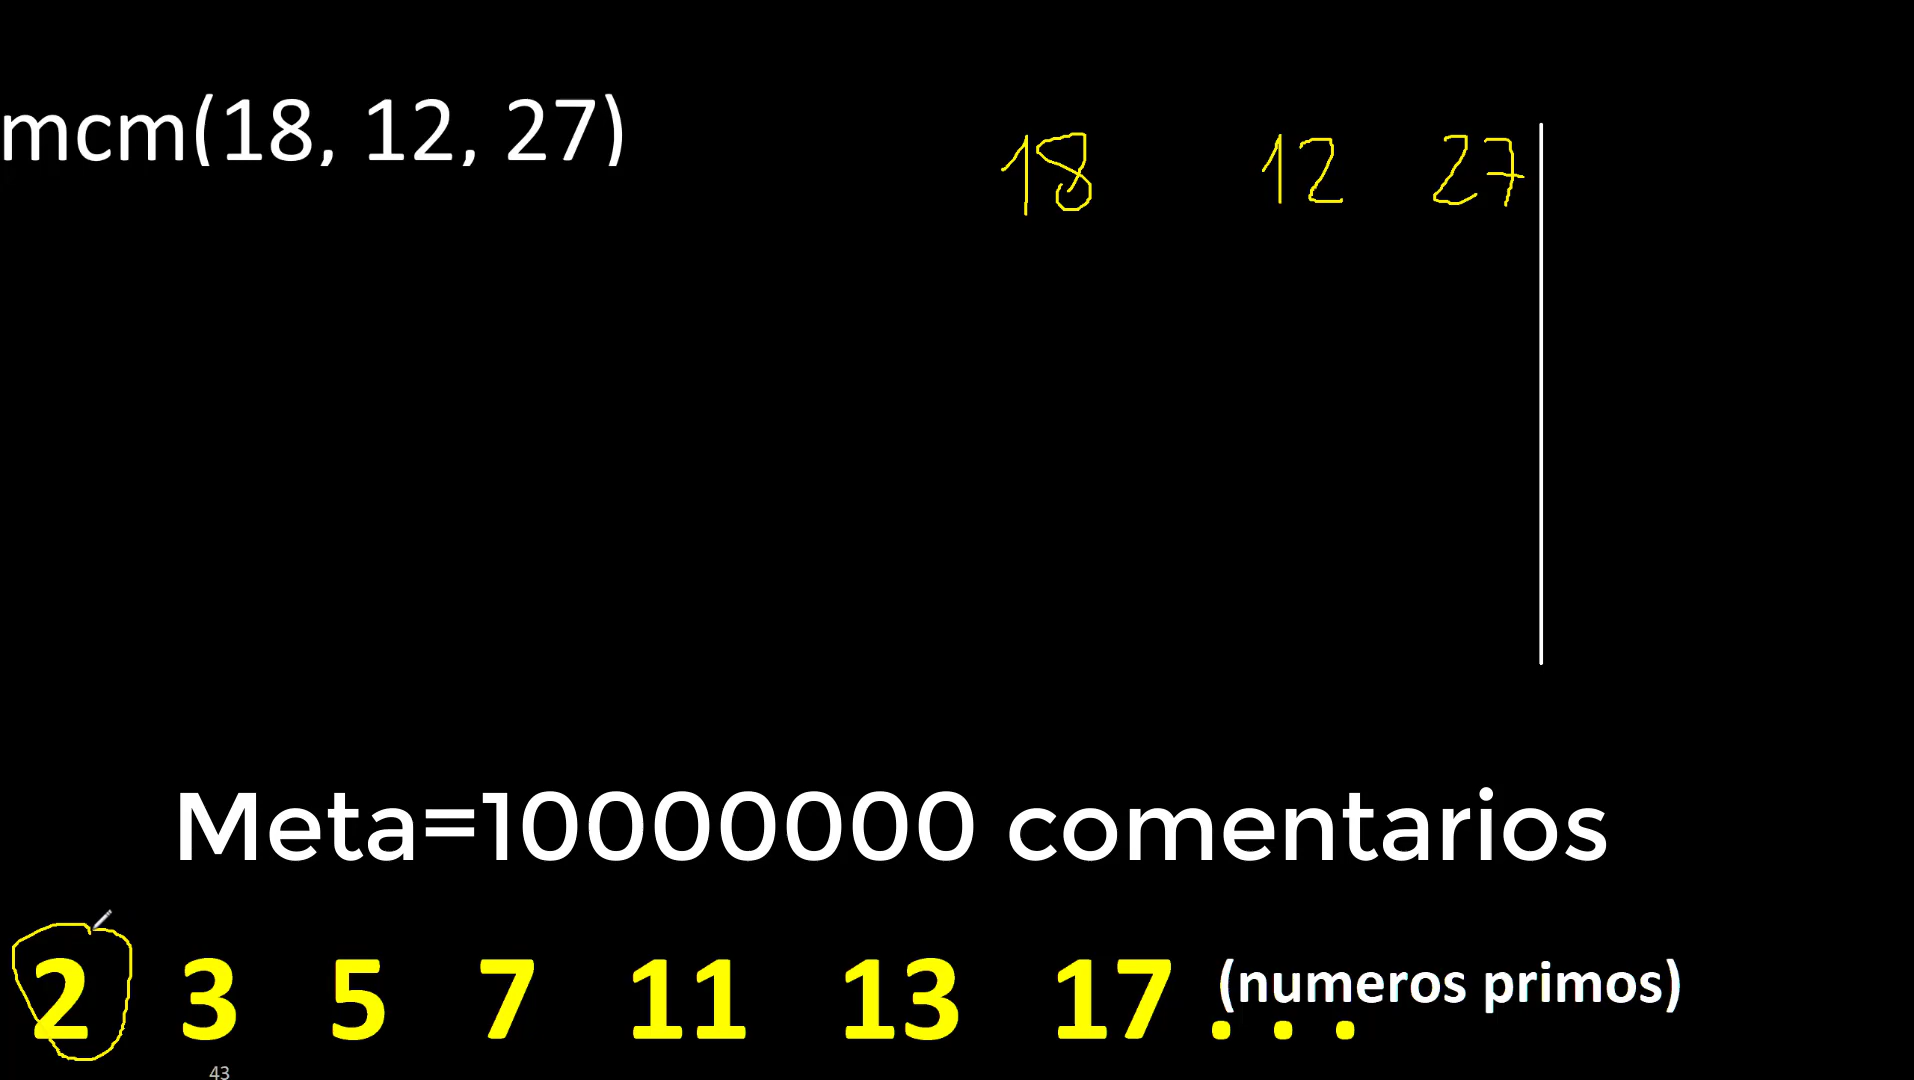 mcm(18, 12, 27)
18 12 27
Meta=10000000 comentarios
2 3 5 7 11 13 17 . . . (numeros primos)
43